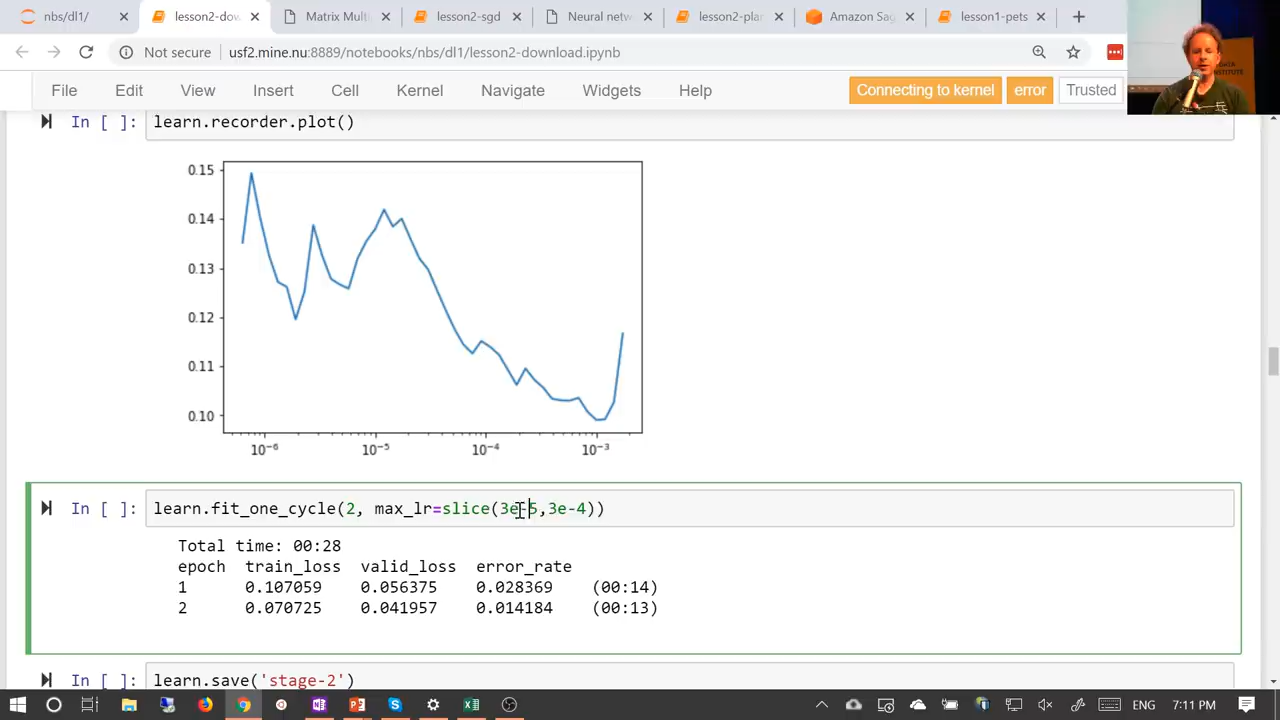 nbs/dl1/ lesson2-dow lesson2-sgd Matrix Mult Neural netw lesson2-plan Amazon Sag lesson1-pets
Not secure usf2.mine.nu:8889/notebooks/nbs/dl1/lesson2-download.ipynb
File Edit View Insert Cell Kernel Navigate Widgets Help Connecting to kernel error Trusted
In [ ]: learn.recorder.plot()
0.15
0.14
0.13
0.12
0.11
0.10
10⁻⁶ 10⁻⁵ 10⁻⁴ 10⁻³
In [ ]: learn.fit_one_cycle(2, max_lr=slice(3e-5,3e-4))
Total time: 00:28
epoch train_loss valid_loss error_rate
1 0.107059 0.056375 0.028369 (00:14)
2 0.070725 0.041957 0.014184 (00:13)
In [ ]: learn.save('stage-2')
ENG 7:11 PM